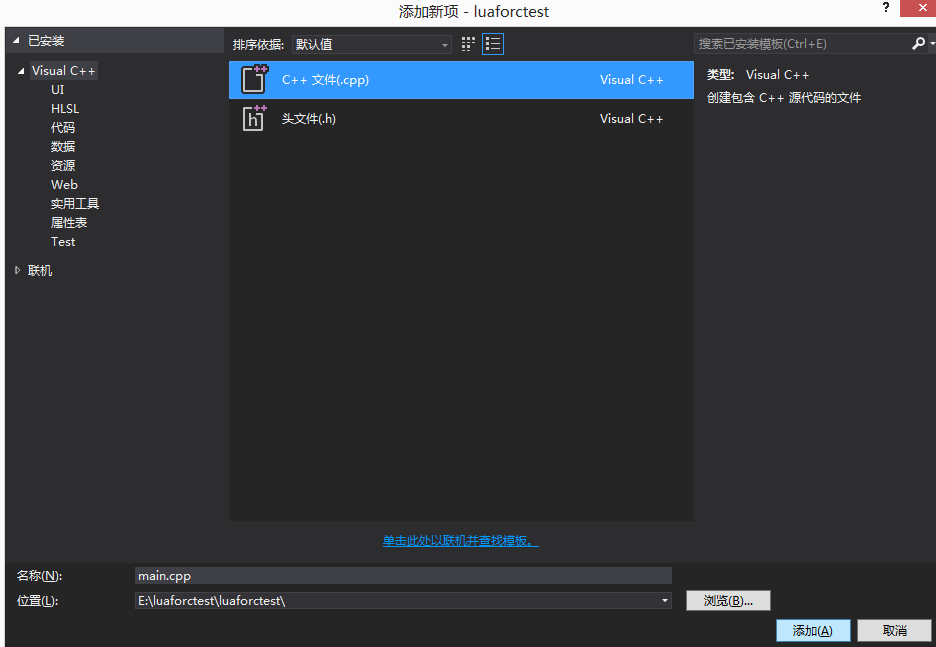 添加新项 - luaforctest
?
已安装
Visual C++
UI
HLSL
代码
数据
资源
Web
实用工具
属性表
Test
联机
排序依据: 默认值
搜索已安装模板(Ctrl+E)
C++ 文件(.cpp) Visual C++
头文件(.h) Visual C++
类型: Visual C++
创建包含 C++ 源代码的文件
单击此处以联机并查找模板。
名称(N): main.cpp
位置(L): E:\luaforctest\luaforctest\
浏览(B)...
添加(A) 取消